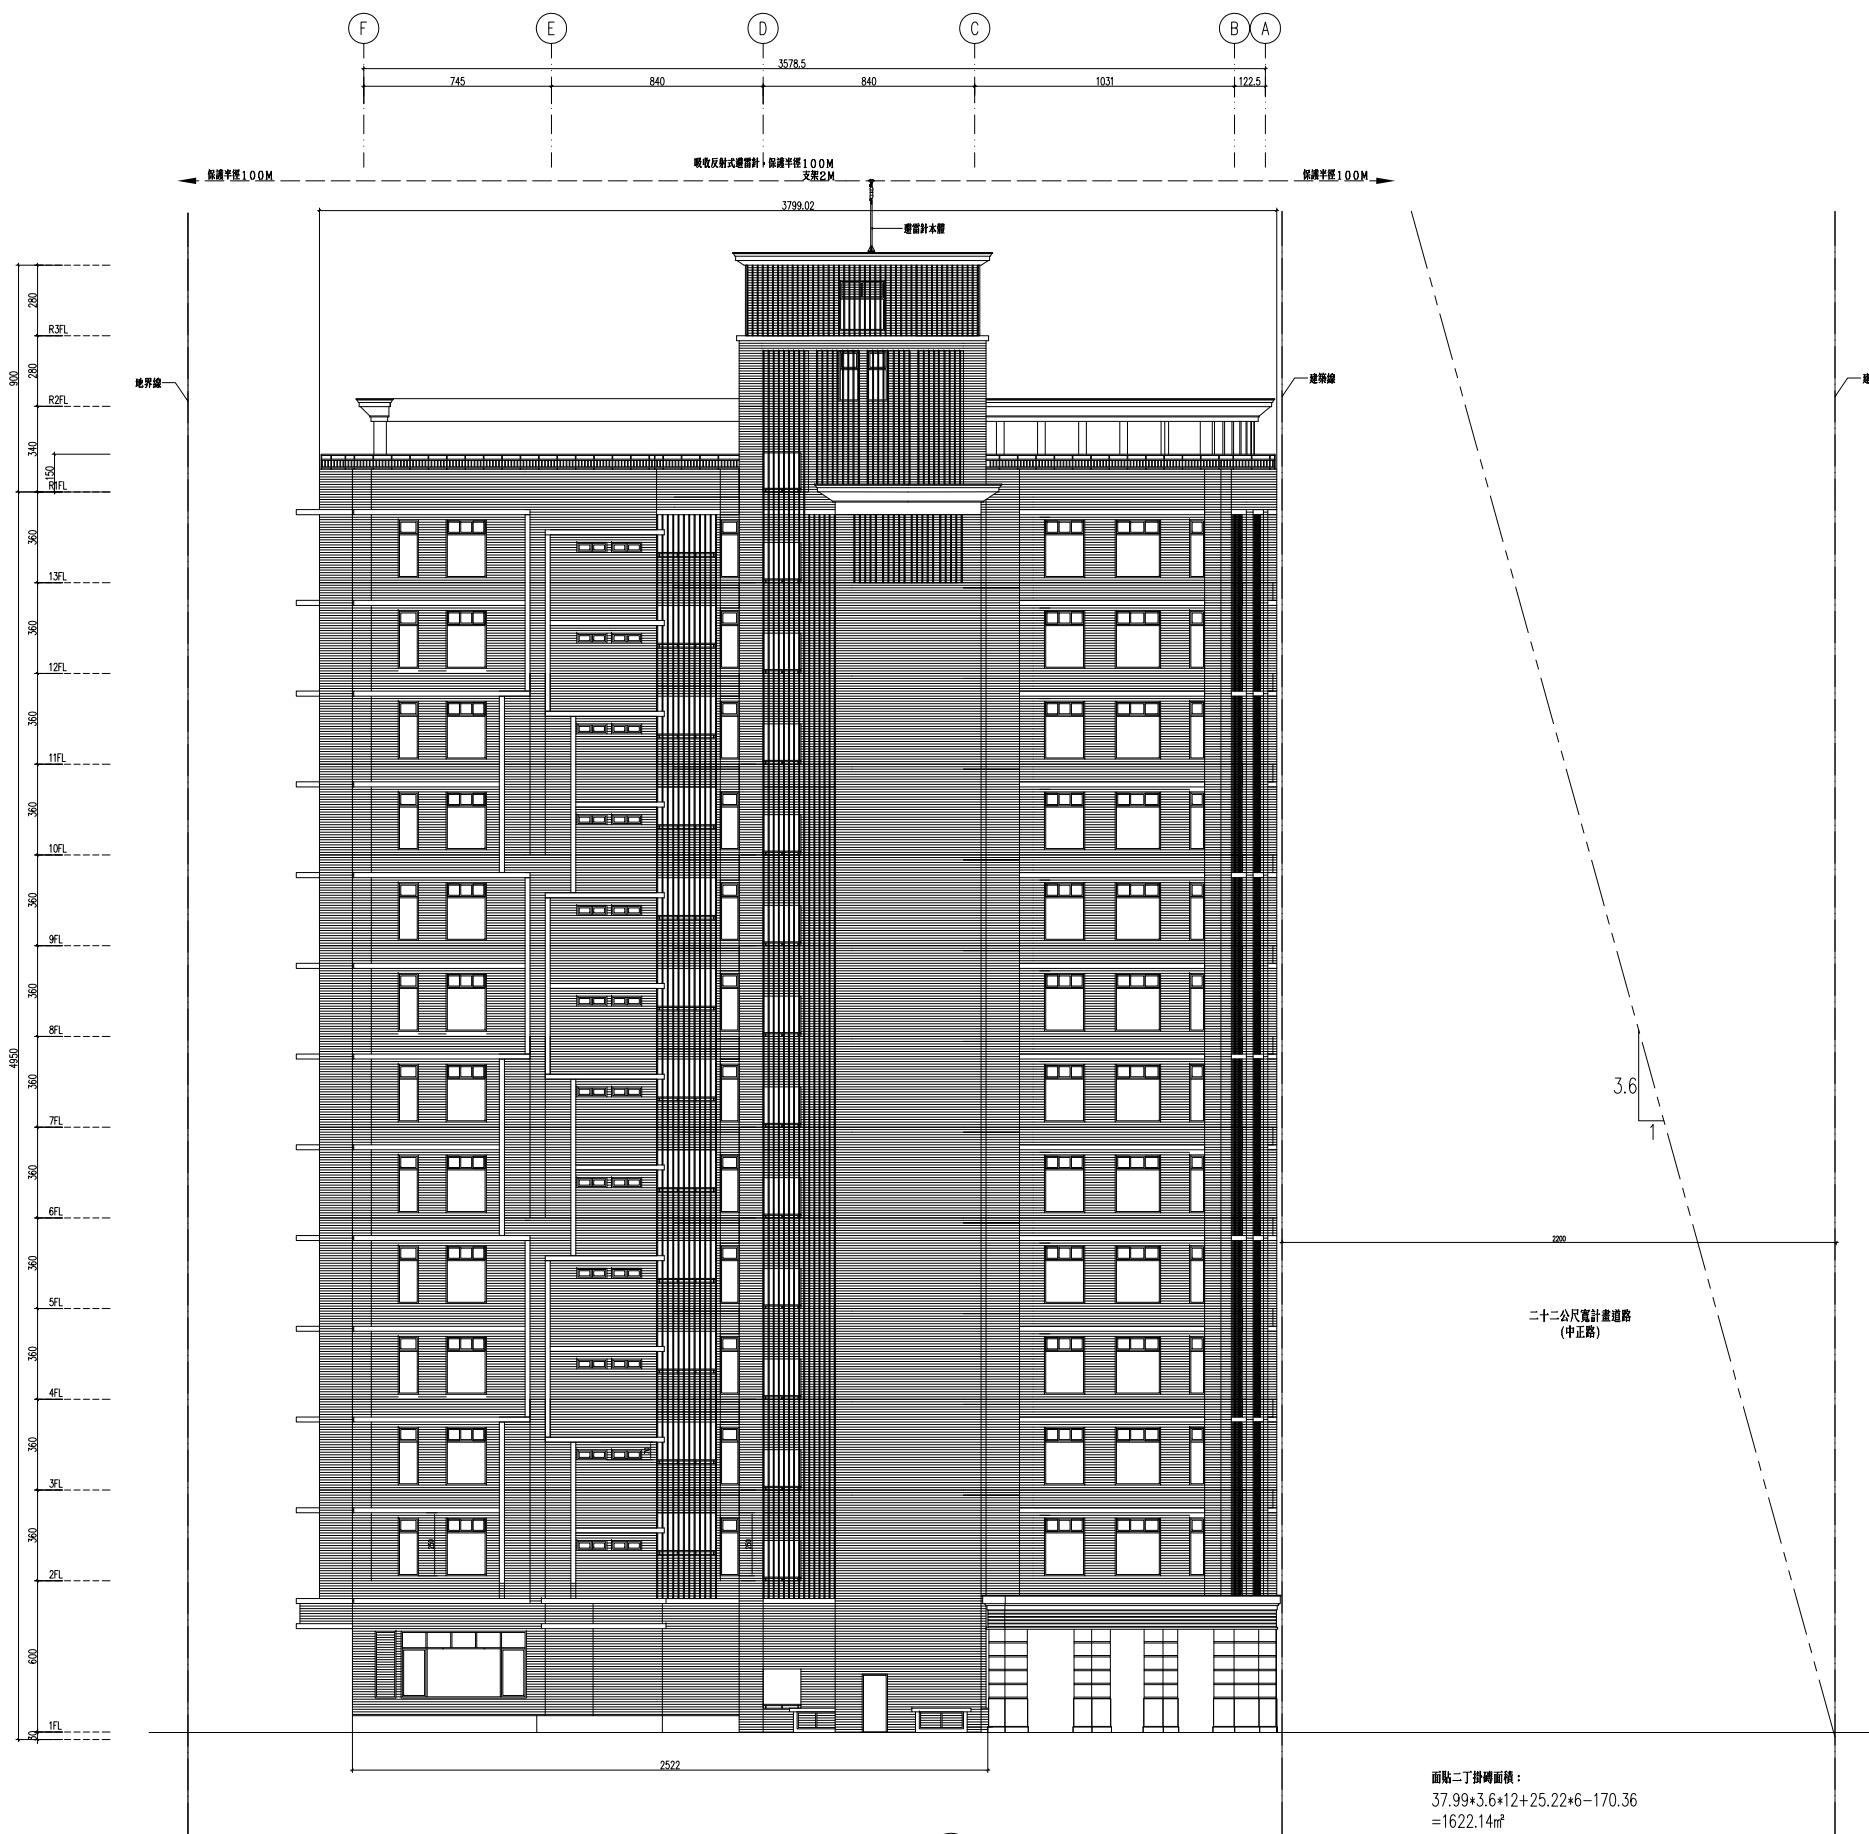 F E D C B A
3578.5
745 840 840 1031 122.5
吸收反射式避雷針，保護半徑100M
支架2M
保護半徑100M
保護半徑100M
3799.02
避雷針本體
地界線
建築線
建
280
R3FL
280
900
R2FL
340
150
R1FL
360
13FL
360
12FL
360
11FL
360
10FL
360
9FL
360
8FL
4950
360
7FL
360
6FL
360
5FL
360
4FL
360
3FL
360
2FL
600
1FL
30
250
250
3.6
1
2200
二十二公尺寬計畫道路
(中正路)
2522
面貼二丁掛磚面積：
37.99*3.6*12+25.22*6-170.36
=1622.14㎡